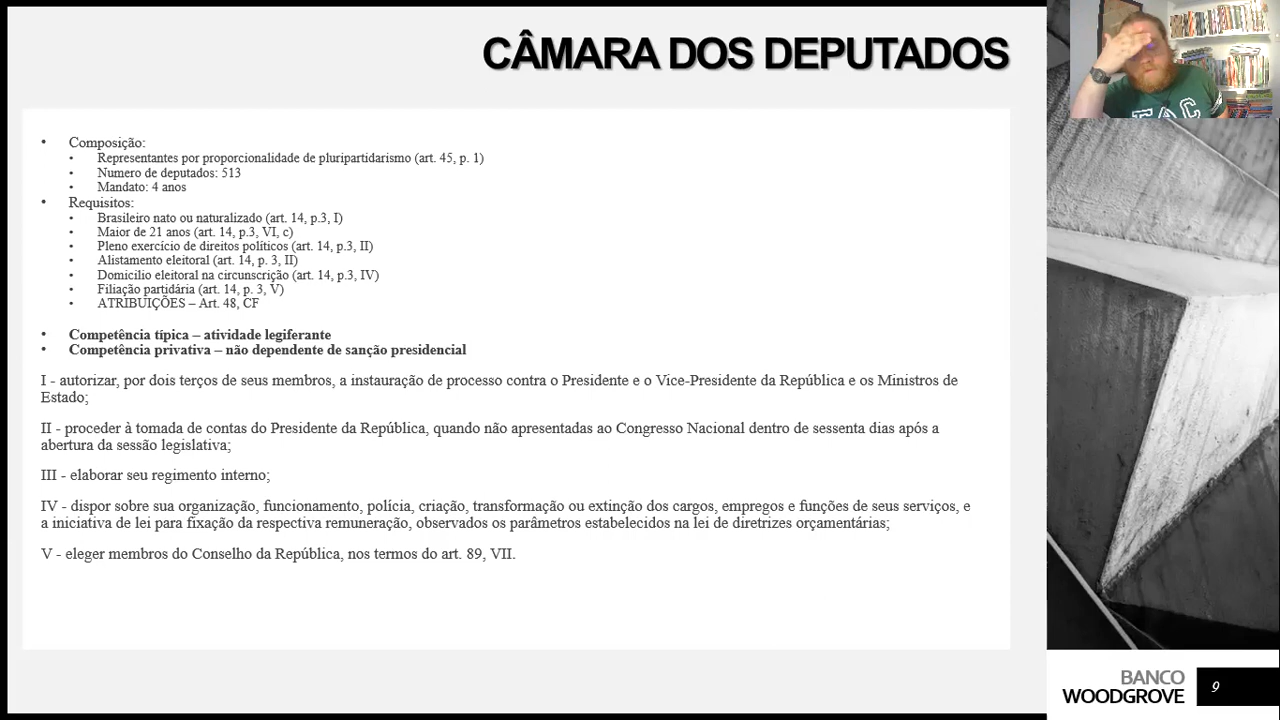 CÂMARA DOS DEPUTADOS
• Composição:
• Representantes por proporcionalidade de pluripartidarismo (art. 45, p. 1)
• Numero de deputados: 513
• Mandato: 4 anos
• Requisitos:
• Brasileiro nato ou naturalizado (art. 14, p.3, I)
• Maior de 21 anos (art. 14, p.3, VI, c)
• Pleno exercício de direitos políticos (art. 14, p.3, II)
• Alistamento eleitoral (art. 14, p. 3, II)
• Domicilio eleitoral na circunscrição (art. 14, p.3, IV)
• Filiação partidária (art. 14, p. 3, V)
• ATRIBUIÇÕES – Art. 48, CF
• Competência típica – atividade legiferante
• Competência privativa – não dependente de sanção presidencial
I - autorizar, por dois terços de seus membros, a instauração de processo contra o Presidente e o Vice-Presidente da República e os Ministros de
Estado;
II - proceder à tomada de contas do Presidente da República, quando não apresentadas ao Congresso Nacional dentro de sessenta dias após a
abertura da sessão legislativa;
III - elaborar seu regimento interno;
IV - dispor sobre sua organização, funcionamento, polícia, criação, transformação ou extinção dos cargos, empregos e funções de seus serviços, e
a iniciativa de lei para fixação da respectiva remuneração, observados os parâmetros estabelecidos na lei de diretrizes orçamentárias;
V - eleger membros do Conselho da República, nos termos do art. 89, VII.
BANCO
WOODGROVE
9